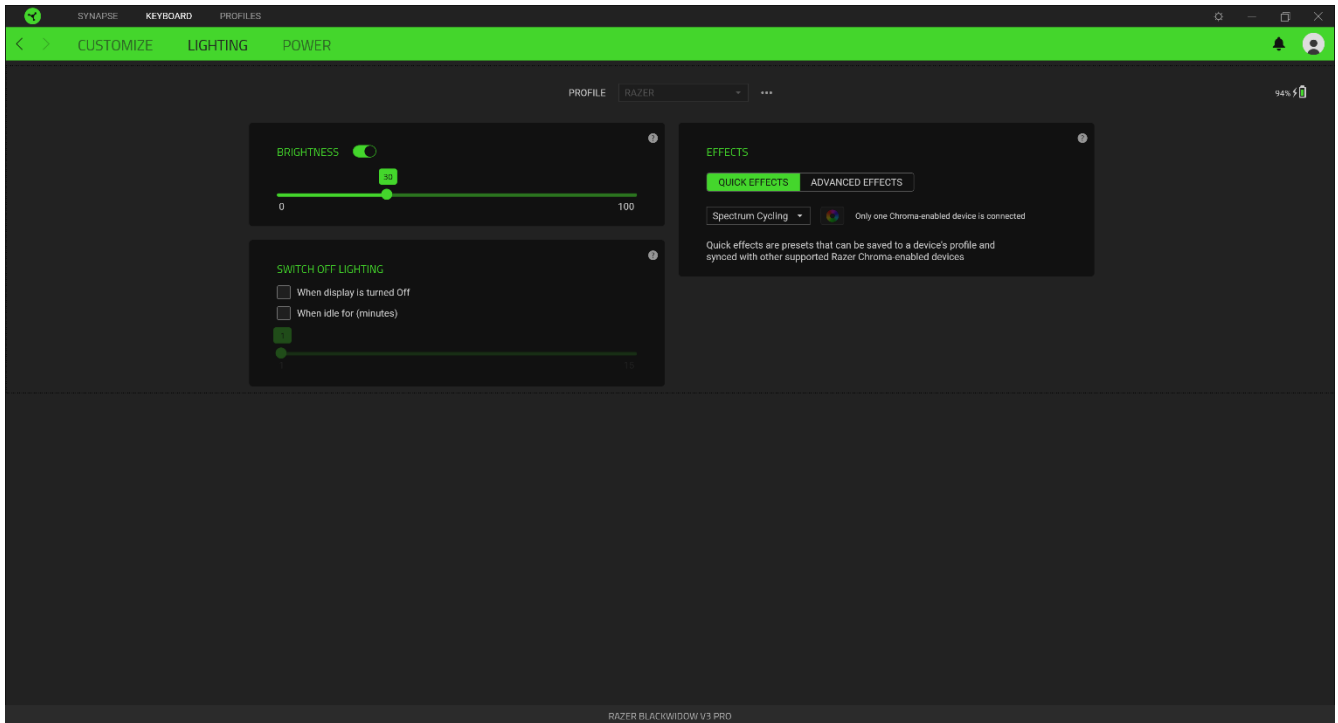 SYNAPSE KEYBOARD PROFILES
CUSTOMIZE LIGHTING POWER
PROFILE RAZER
94%
BRIGHTNESS
30
0 100
SWITCH OFF LIGHTING
When display is turned Off
When idle for (minutes)
1
1 15
EFFECTS
QUICK EFFECTS ADVANCED EFFECTS
Spectrum Cycling Only one Chroma-enabled device is connected
Quick effects are presets that can be saved to a device's profile and
synced with other supported Razer Chroma-enabled devices
RAZER BLACKWIDOW V3 PRO